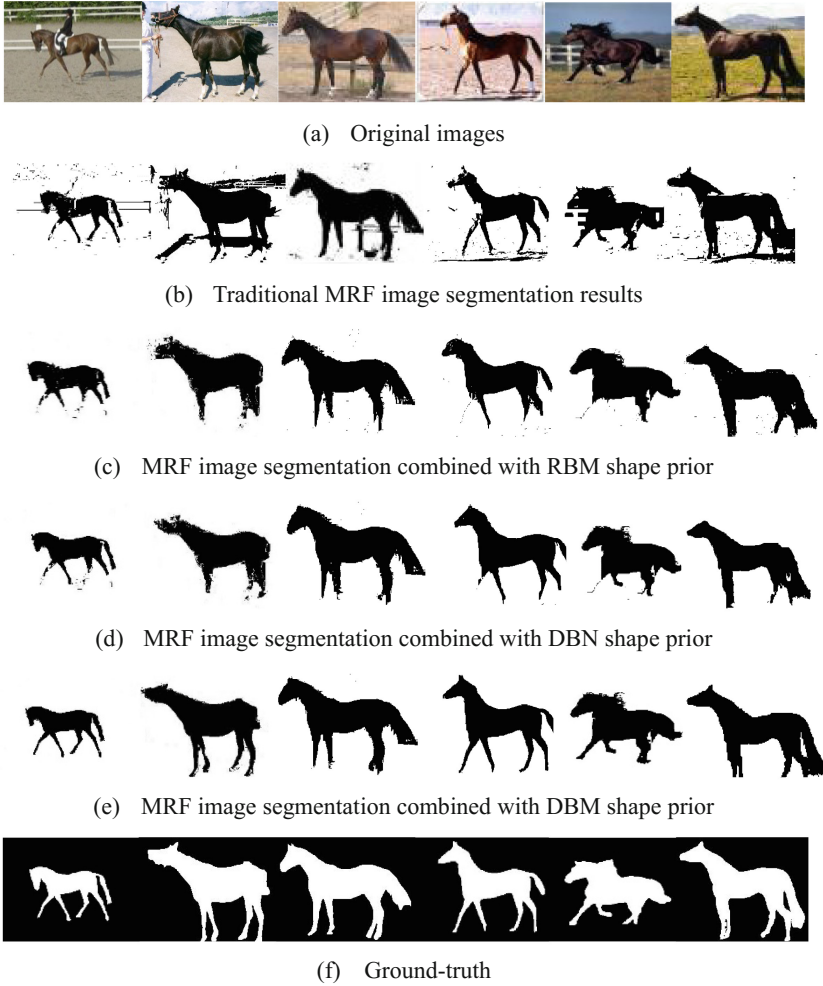 (a) Original images
(b) Traditional MRF image segmentation results
(c) MRF image segmentation combined with RBM shape prior
(d) MRF image segmentation combined with DBN shape prior
(e) MRF image segmentation combined with DBM shape prior
(f) Ground-truth